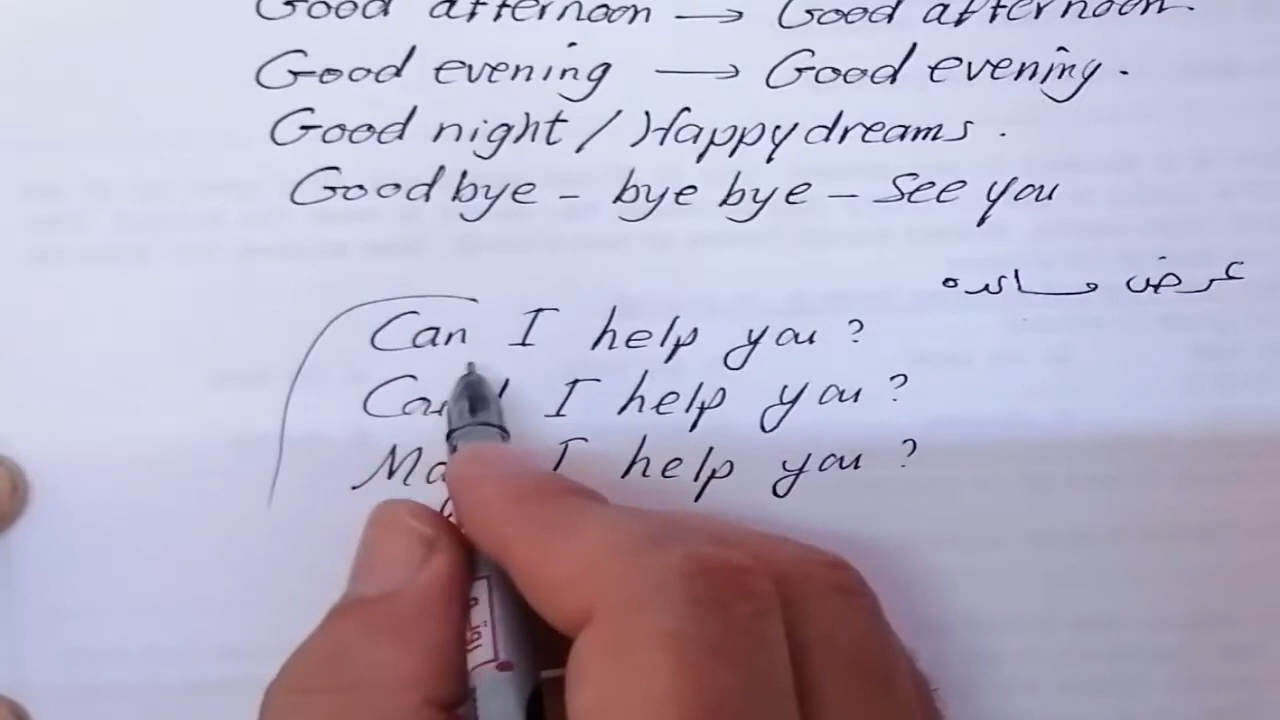 Good afternoon → Good afternoon.
Good evening → Good evening.
Good night / Happy dreams.
Good bye - bye bye - See you
عرض مساعده
Can I help you?
I help you?
I help you?